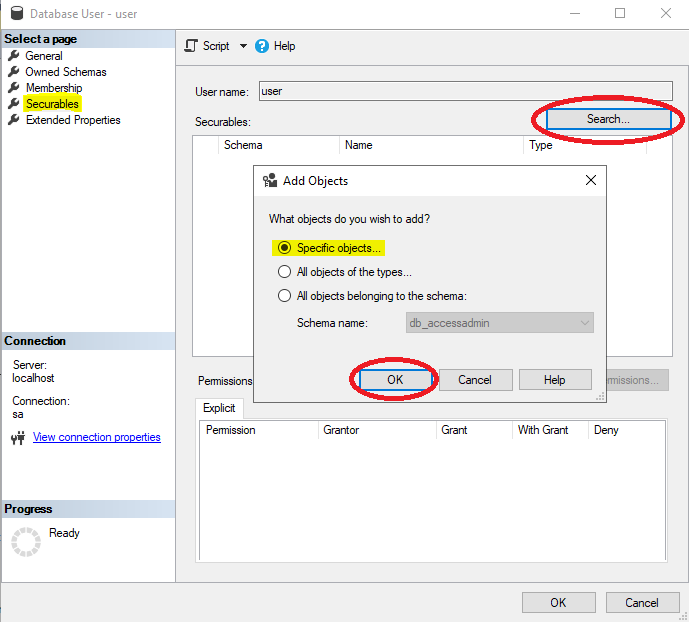 Database User - user
Select a page
General
Owned Schemas
Membership
Securables
Extended Properties
Script
Help
User name:
user
Securables:
Search...
Schema
Name
Type
Add Objects
What objects do you wish to add?
Specific objects...
All objects of the types...
All objects belonging to the schema:
Schema name:
db_accessadmin
OK
Cancel
Help
Connection
Server:
localhost
Connection:
sa
View connection properties
Permissions
Explicit
Permission
Grantor
Grant
With Grant
Deny
Progress
Ready
OK
Cancel